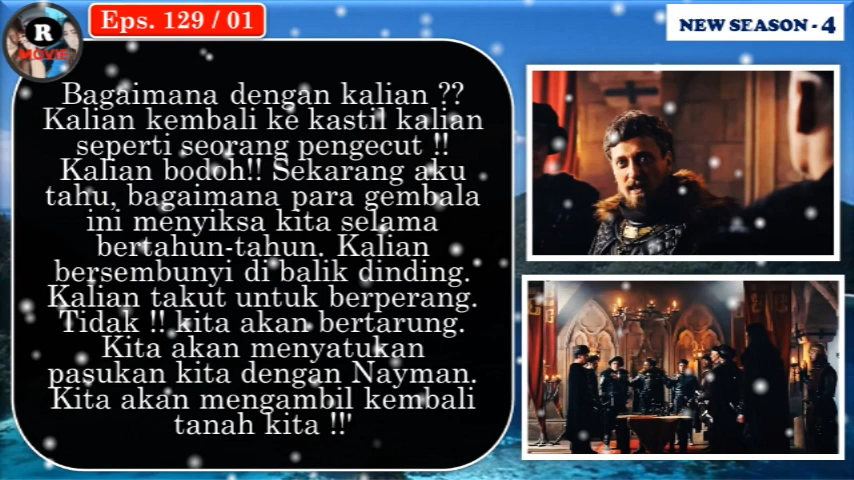 R
MOVIE
Eps. 129 / 01
NEW SEASON - 4
Bagaimana dengan kalian ??
Kalian kembali ke kastil kalian
seperti seorang pengecut !!
Kalian bodoh!! Sekarang aku
tahu, bagaimana para gembala
ini menyiksa kita selama
bertahun-tahun. Kalian
bersembunyi di balik dinding.
Kalian takut untuk berperang.
Tidak !! kita akan bertarung.
Kita akan menyatukan
pasukan kita dengan Nayman.
Kita akan mengambil kembali
tanah kita !!'